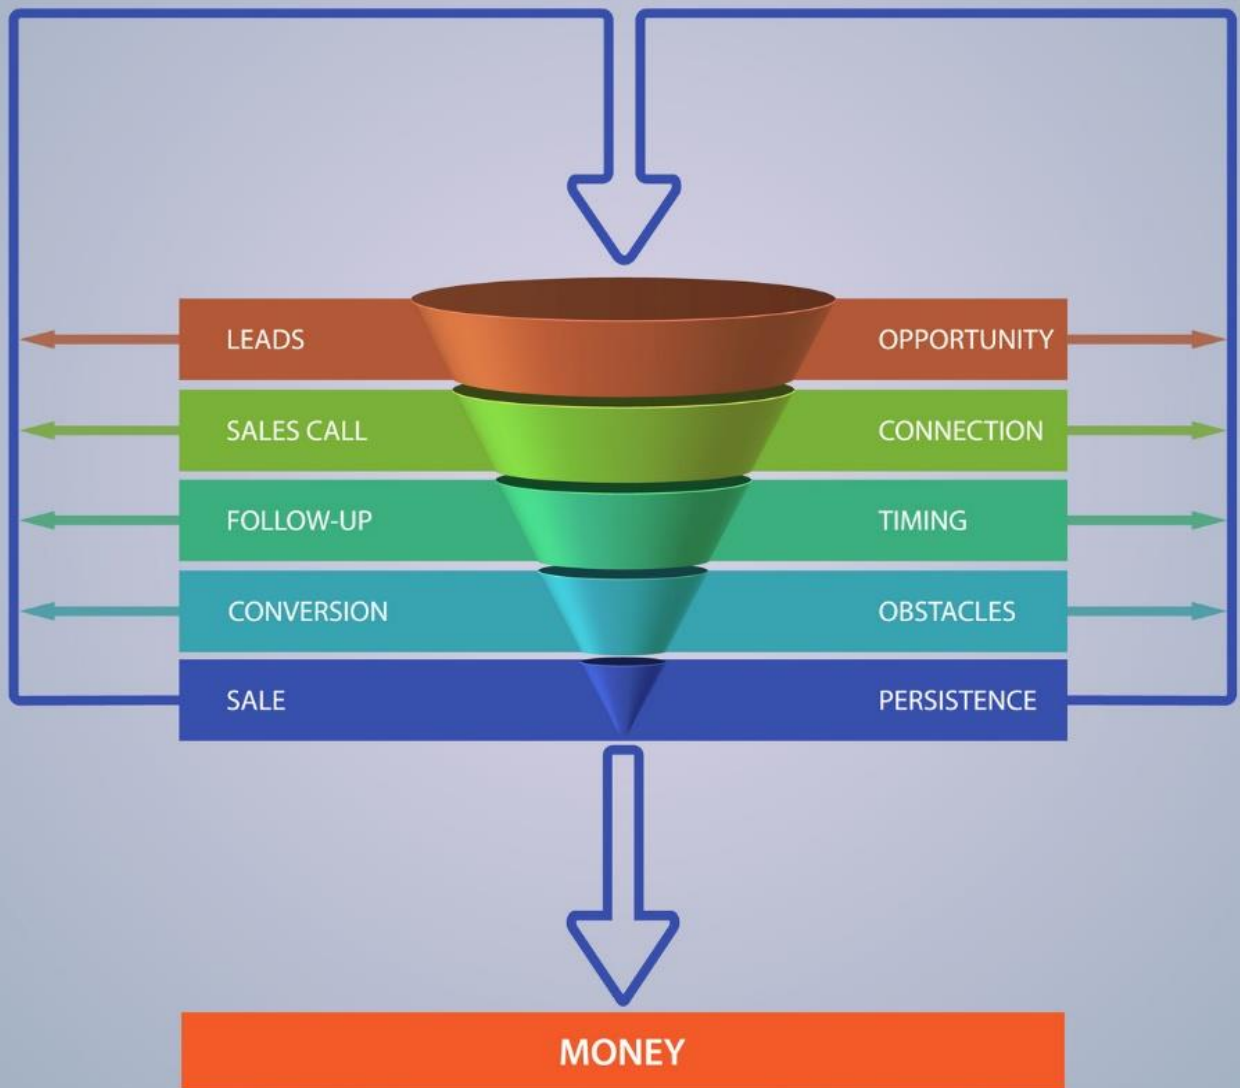 LEADS OPPORTUNITY
SALES CALL CONNECTION
FOLLOW-UP TIMING
CONVERSION OBSTACLES
SALE PERSISTENCE
MONEY